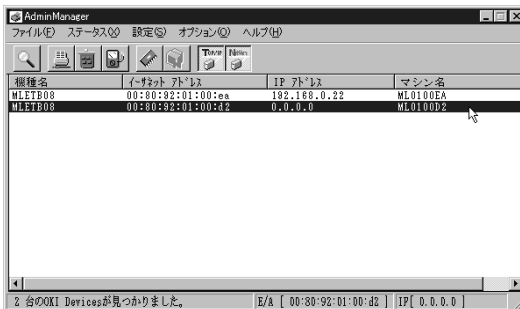 AdminManager
ファイル(F) ステータス(X) 設定(S) オプション(O) ヘルプ(H)
機種名 イーサネット アドレス IP アドレス マシン名
MLETB08 00:80:92:01:00:ea 192.168.0.22 ML0100EA
MLETB08 00:80:92:01:00:d2 0.0.0.0 ML0100D2
2 台のOKI Devicesが見つかりました。 E/A [ 00:80:92:01:00:d2 ] IP[ 0.0.0.0 ]